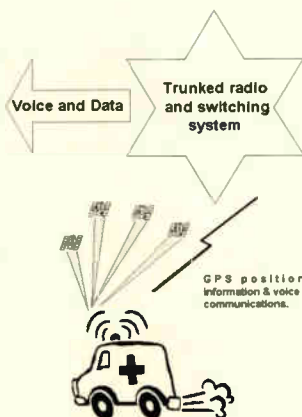 Voice and Data
Trunked radio
and switching
system
GPS position
information & voice
communications.